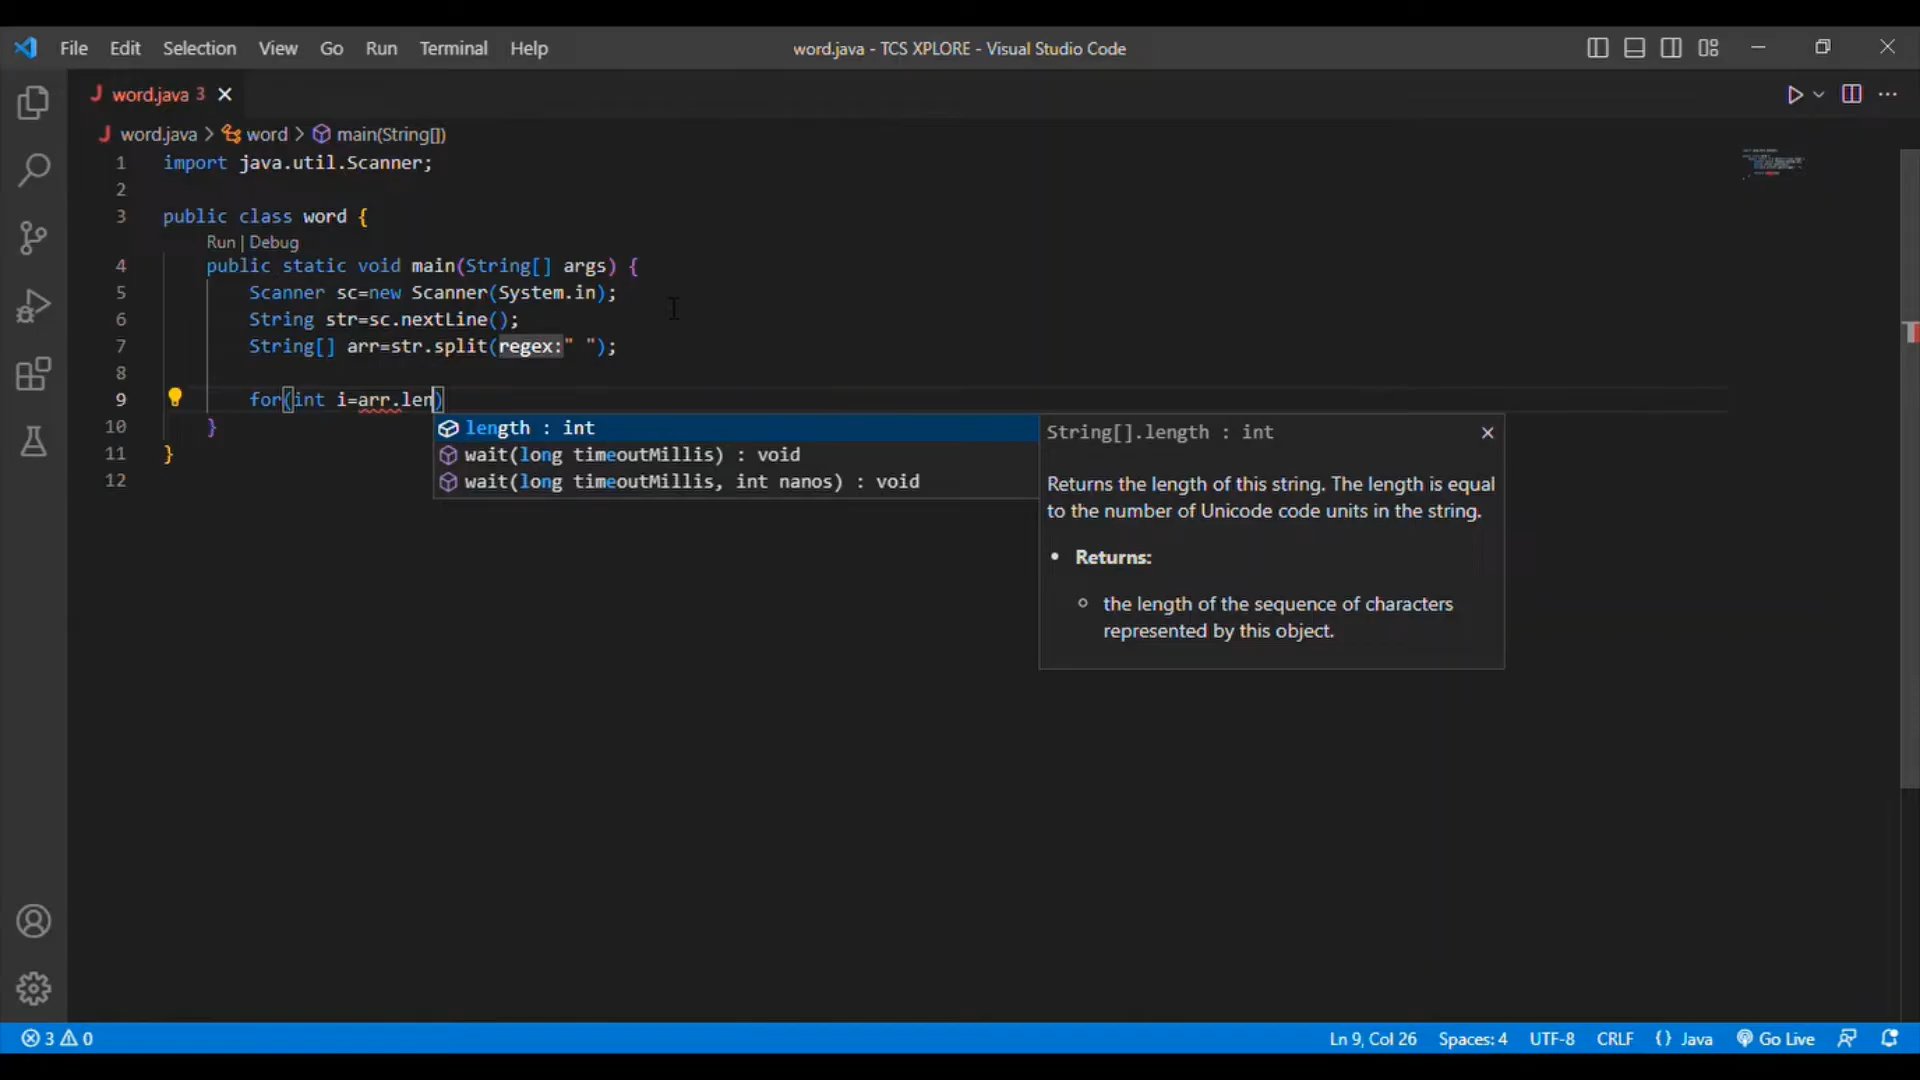 File Edit Selection View Go Run Terminal Help
word.java - TCS XPLORE - Visual Studio Code
word.java 3
word.java > word > main(String[])
1 import java.util.Scanner;
2
3 public class word {
Run | Debug
4 public static void main(String[] args) {
5 Scanner sc=new Scanner(System.in);
6 String str=sc.nextLine();
7 String[] arr=str.split(regex:" ");
8
9 for(int i=arr.len)
10 }
11 }
12
length : int
wait(long timeoutMillis) : void
wait(long timeoutMillis, int nanos) : void
String[].length : int
Returns the length of this string. The length is equal
to the number of Unicode code units in the string.
• Returns:
○ the length of the sequence of characters
represented by this object.
3 0
Ln 9, Col 26 Spaces: 4 UTF-8 CRLF {} Java Go Live